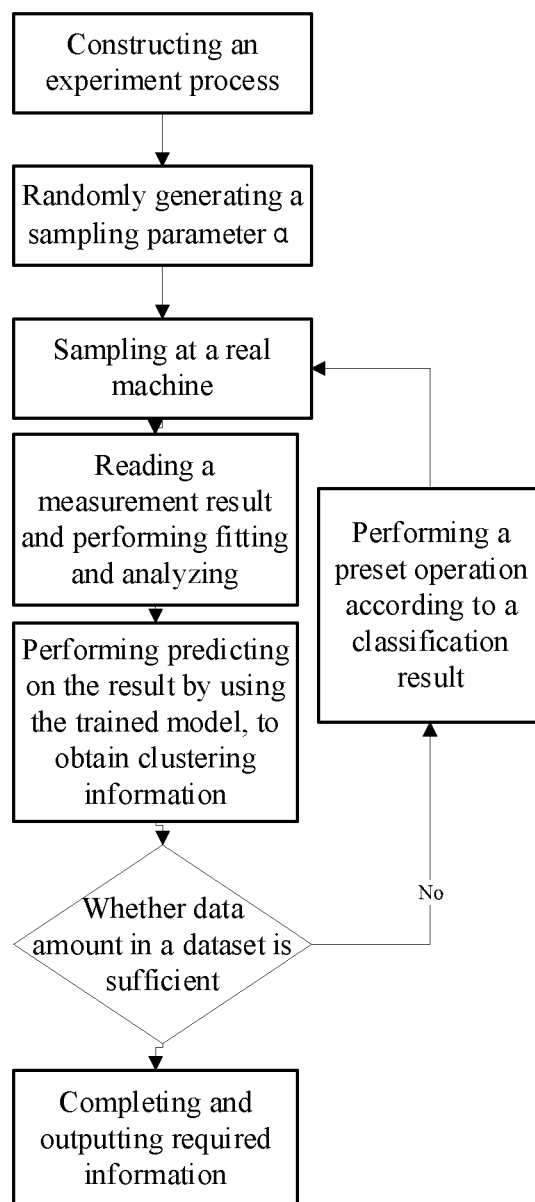 Constructing an
experiment process
Randomly generating a
sampling parameter α
Sampling at a real
machine
Reading a
measurement result
and performing fitting
and analyzing
Performing a
preset operation
according to a
classification
result
Performing predicting
on the result by using
the trained model, to
obtain clustering
information
Whether data
amount in a dataset is
sufficient
No
Completing and
outputting required
information